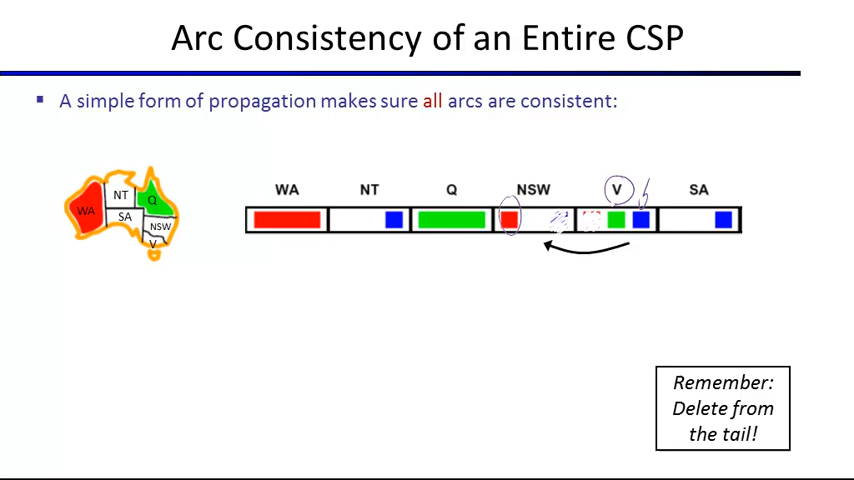 Arc Consistency of an Entire CSP
▪ A simple form of propagation makes sure all arcs are consistent:
WA NT Q NSW V SA
NT
Q
WA
SA
NSW
V
Remember:
Delete from
the tail!